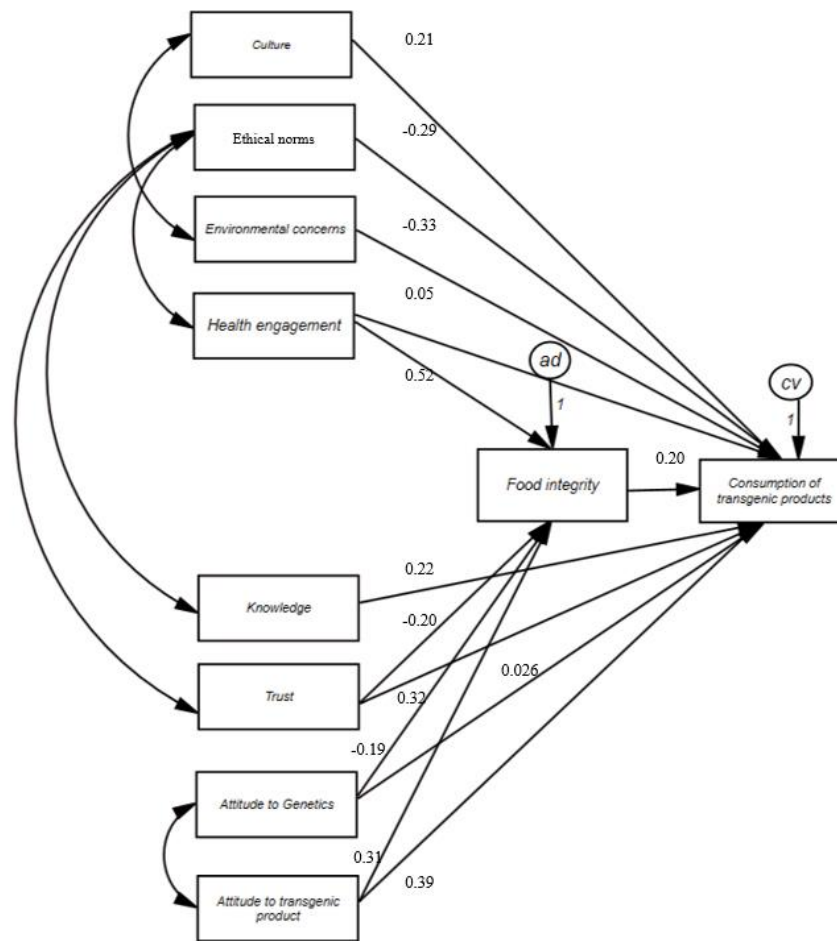 Culture
0.21
Ethical norms
-0.29
Environmental concerns
-0.33
Health engagement
0.05
0.52
ad
1
cv
1
Food integrity
0.20
Consumption of
transgenic products
Knowledge
0.22
-0.20
Trust
0.32
0.026
-0.19
Attitude to Genetics
0.31
0.39
Attitude to transgenic
product